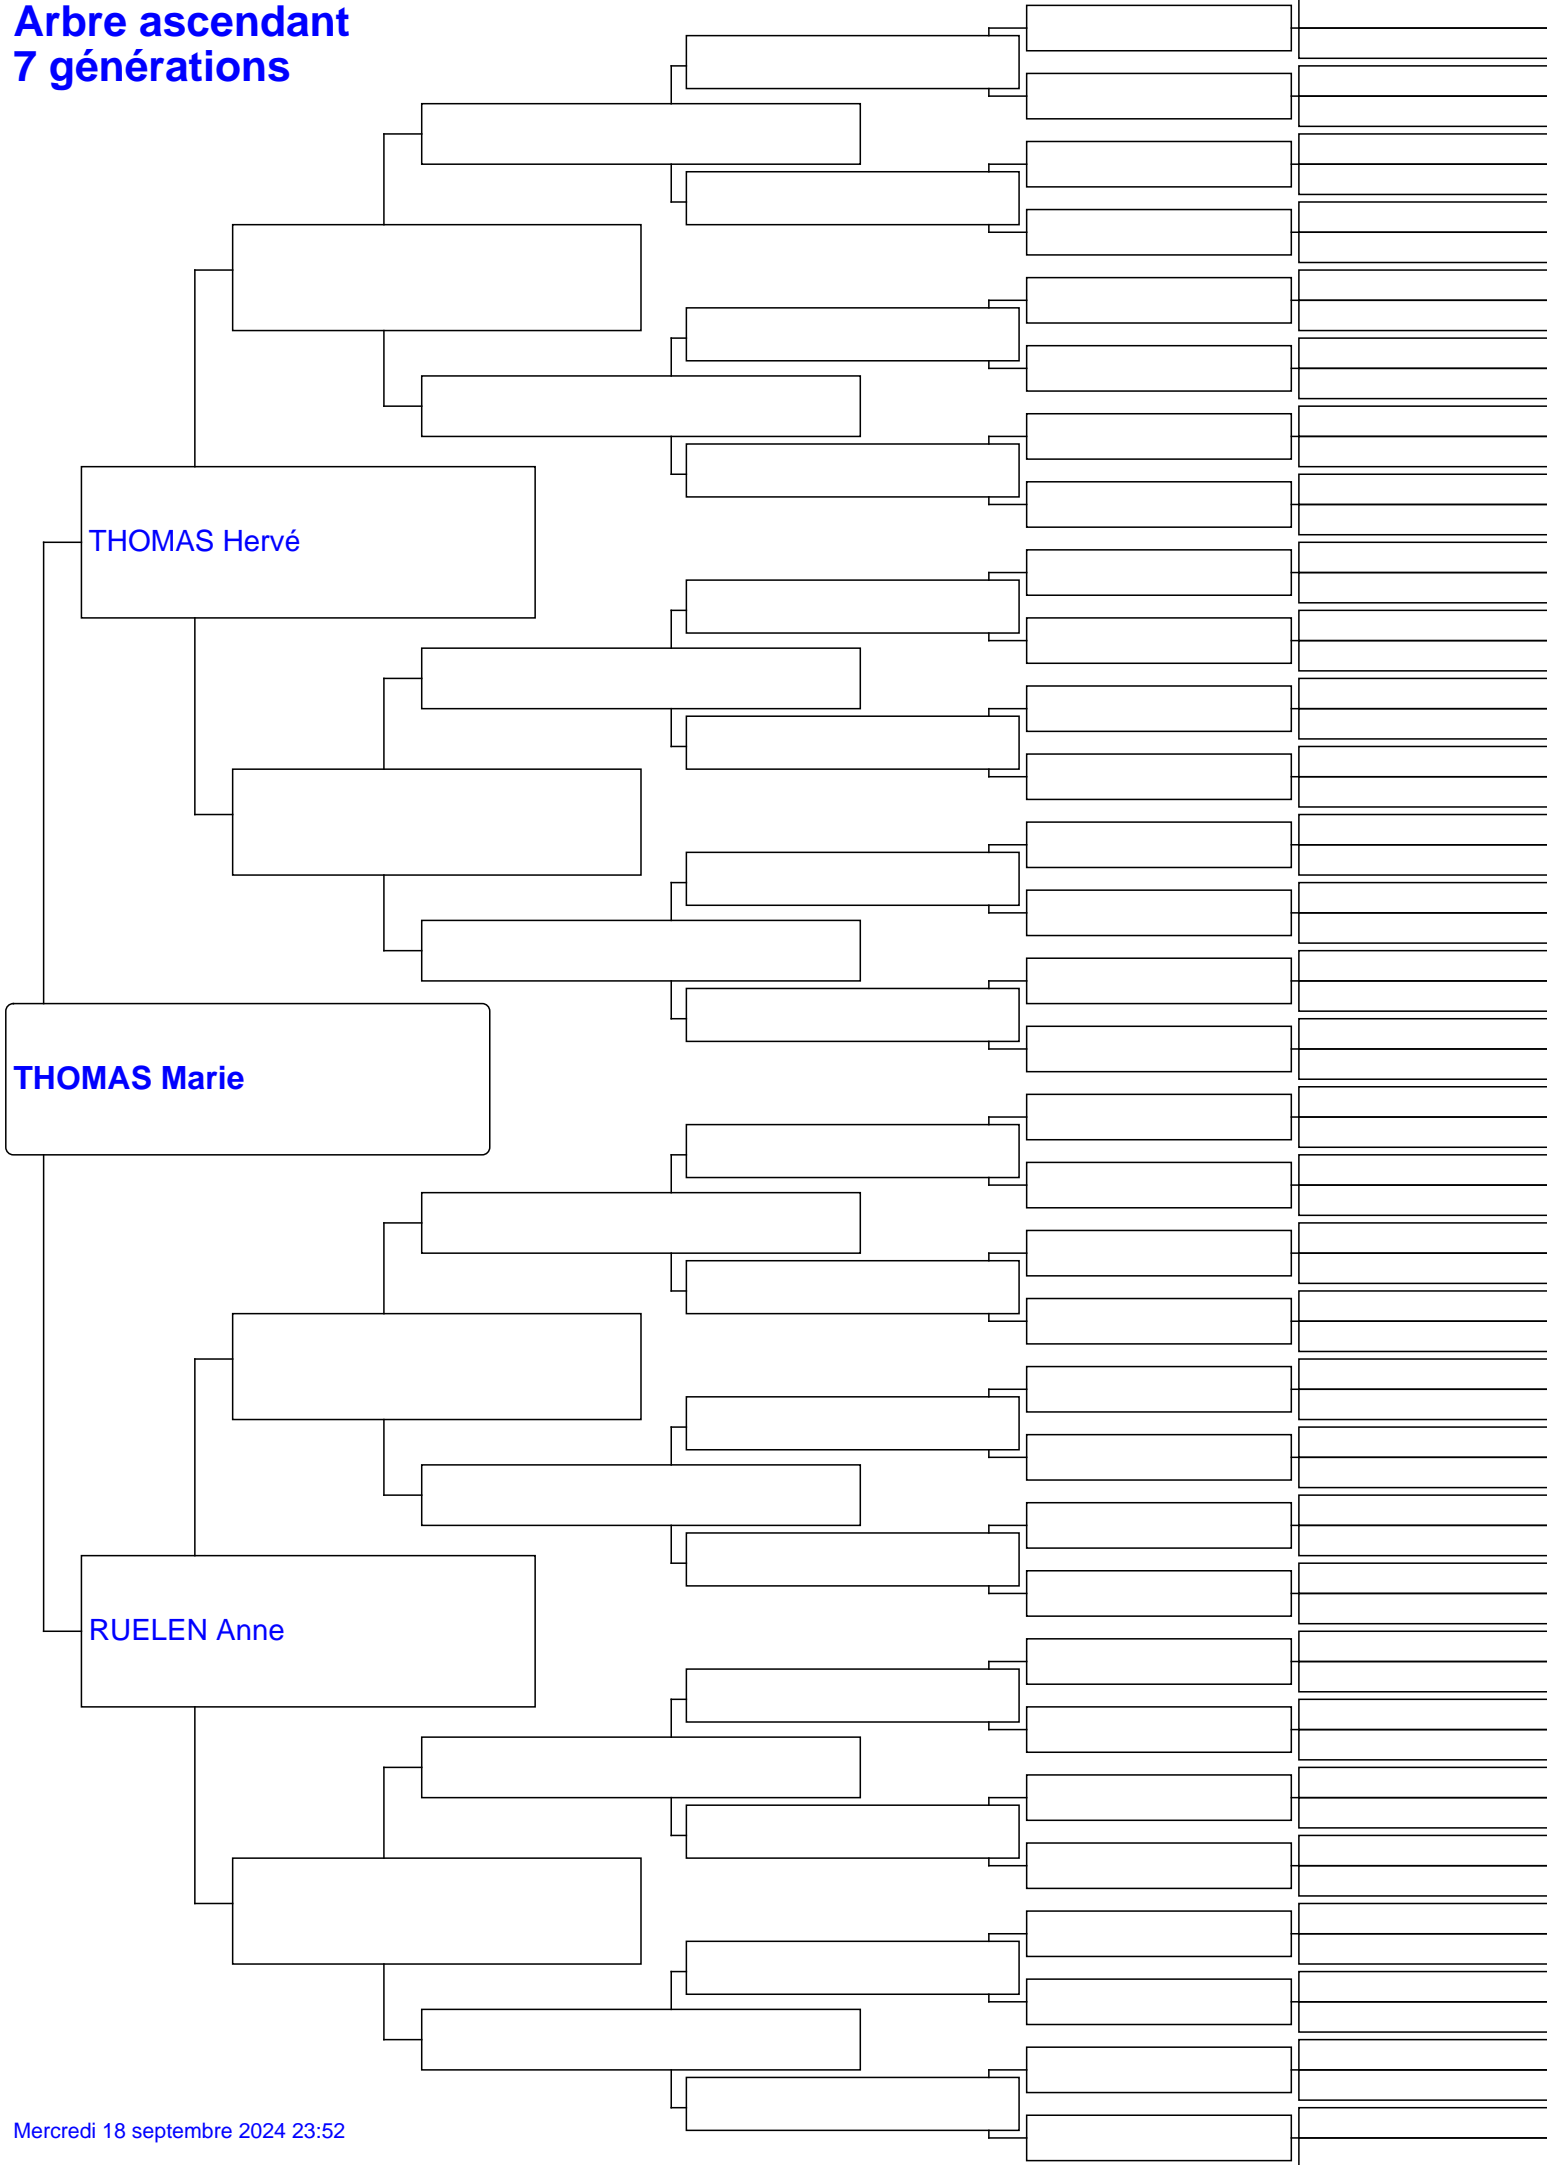 Arbre ascendant
7 générations
THOMAS Hervé
THOMAS Marie
RUELEN Anne
Mercredi 18 septembre 2024 23:52